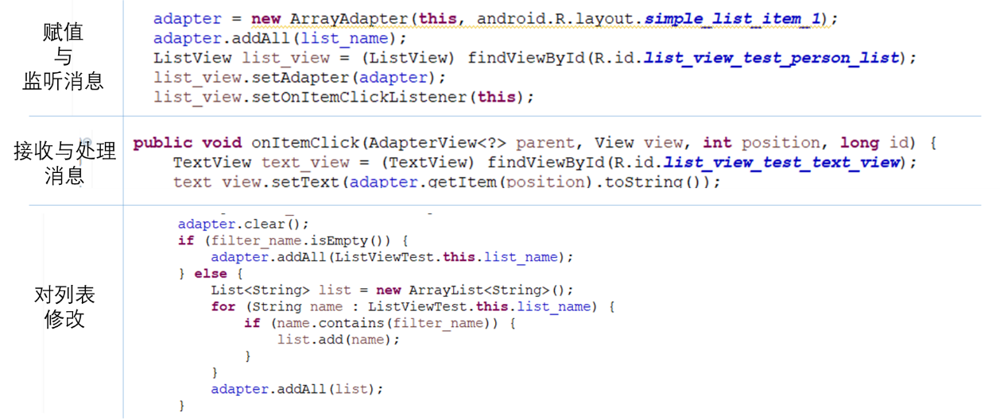 赋值
与
监听消息
adapter = new ArrayAdapter(this, android.R.layout.simple_list_item_1);
adapter.addAll(list_name);
ListView list_view = (ListView) findViewById(R.id.list_view_test_person_list);
list_view.setAdapter(adapter);
list_view.setOnItemClickListener(this);
接收与处理
消息
public void onItemClick(AdapterView<?> parent, View view, int position, long id) {
TextView text_view = (TextView) findViewById(R.id.list_view_test_text_view);
text_view.setText(adapter.getItem(position).toString());
对列表
修改
adapter.clear();
if (filter_name.isEmpty()) {
adapter.addAll(ListViewTest.this.list_name);
} else {
List<String> list = new ArrayList<String>();
for (String name : ListViewTest.this.list_name) {
if (name.contains(filter_name)) {
list.add(name);
}
}
adapter.addAll(list);
}